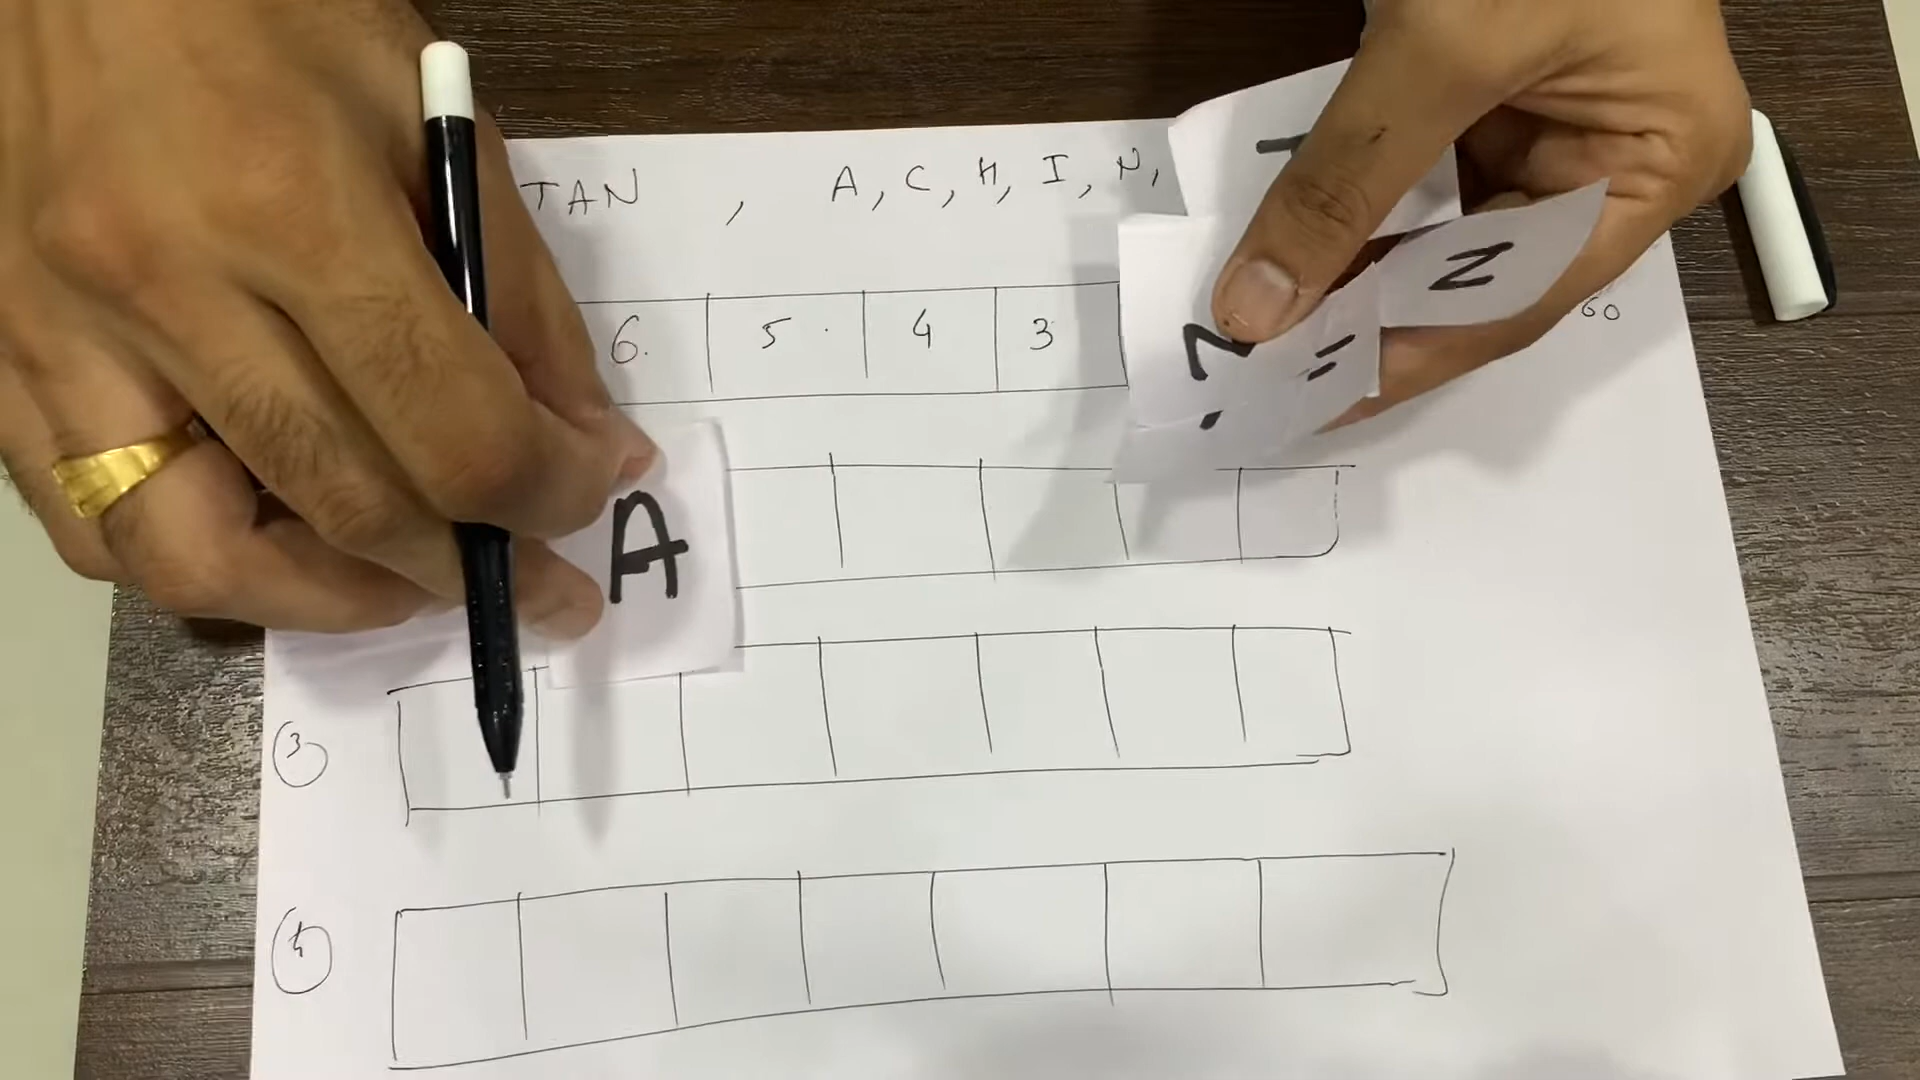 TAN , A, C, H, I, N,
6. 5. 4 3
60
N
?
=
A
3
4